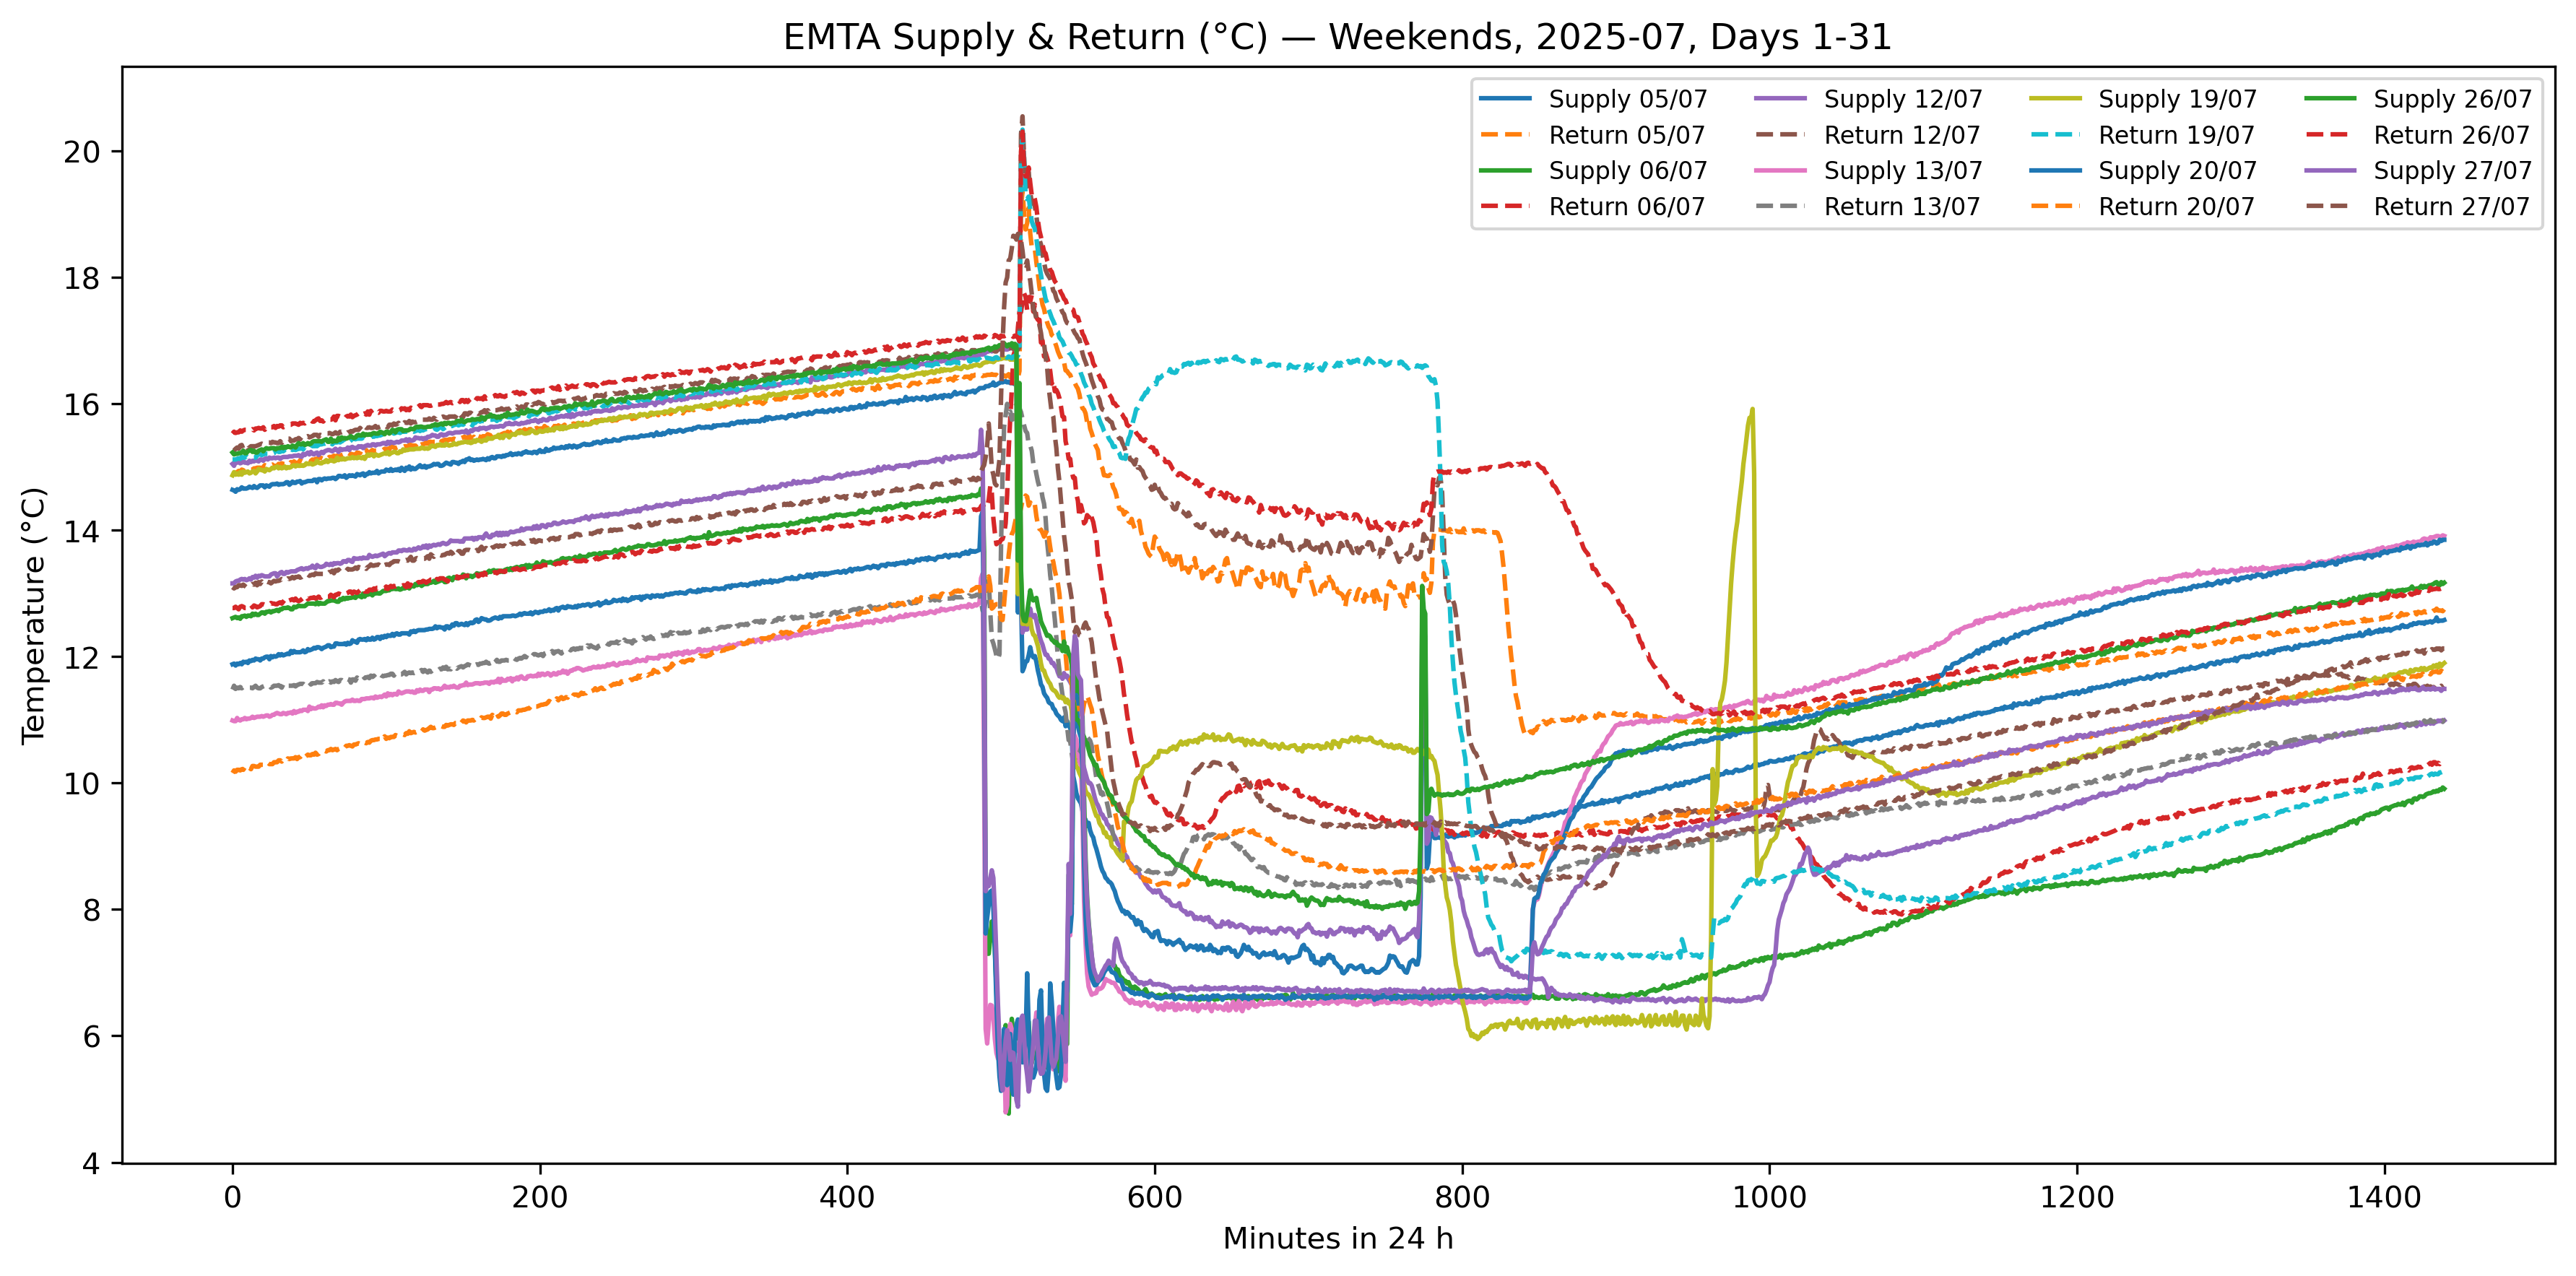 EMTA Supply & Return (°C) — Weekends, 2025-07, Days 1-31
Supply 05/07
Return 05/07
Supply 06/07
Return 06/07
Supply 12/07
Return 12/07
Supply 13/07
Return 13/07
Supply 19/07
Return 19/07
Supply 20/07
Return 20/07
Supply 26/07
Return 26/07
Supply 27/07
Return 27/07
Temperature (°C)
20
18
16
14
12
10
8
6
4
0 200 400 600 800 1000 1200 1400
Minutes in 24 h